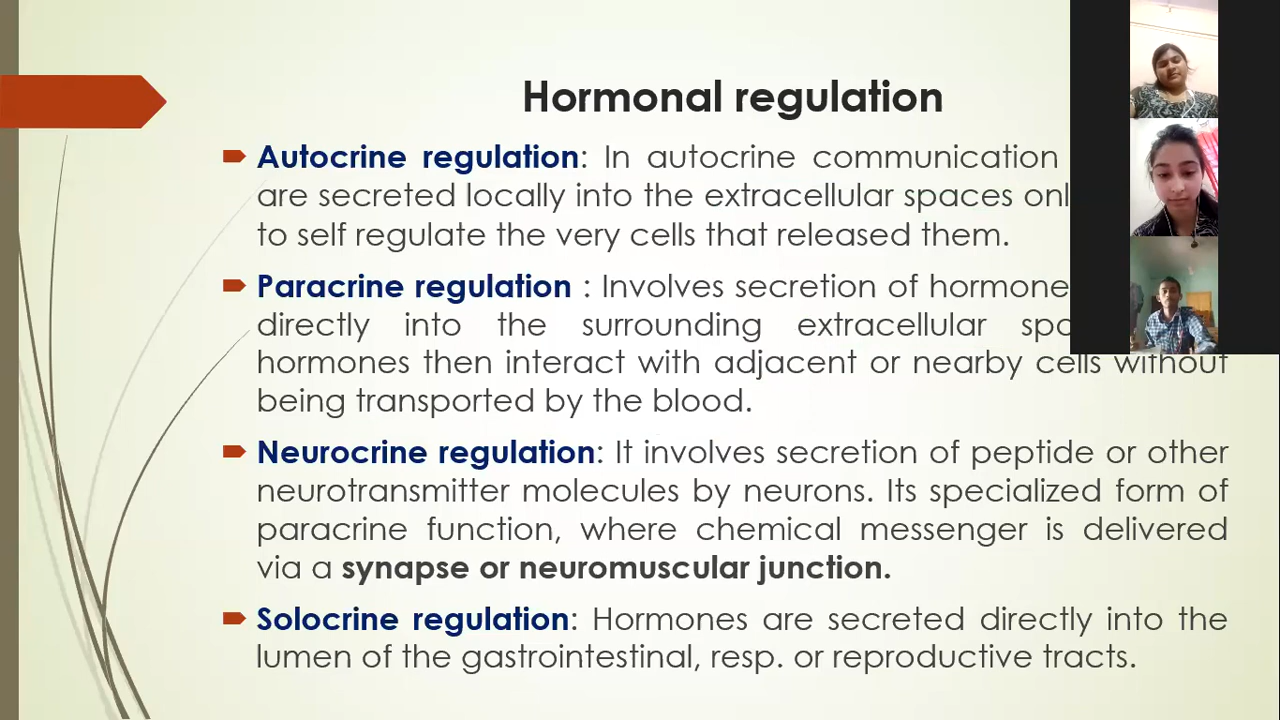 Hormonal regulation
Autocrine regulation: In autocrine communication
are secreted locally into the extracellular spaces
to self regulate the very cells that released them.
Paracrine regulation : Involves secretion of hormone
directly into the surrounding extracellular
hormones then interact with adjacent or nearby cells without
being transported by the blood.
Neurocrine regulation: It involves secretion of peptide or other
neurotransmitter molecules by neurons. Its specialized form of
paracrine function, where chemical messenger is delivered
via a synapse or neuromuscular junction.
Solocrine regulation: Hormones are secreted directly into the
lumen of the gastrointestinal, resp. or reproductive tracts.